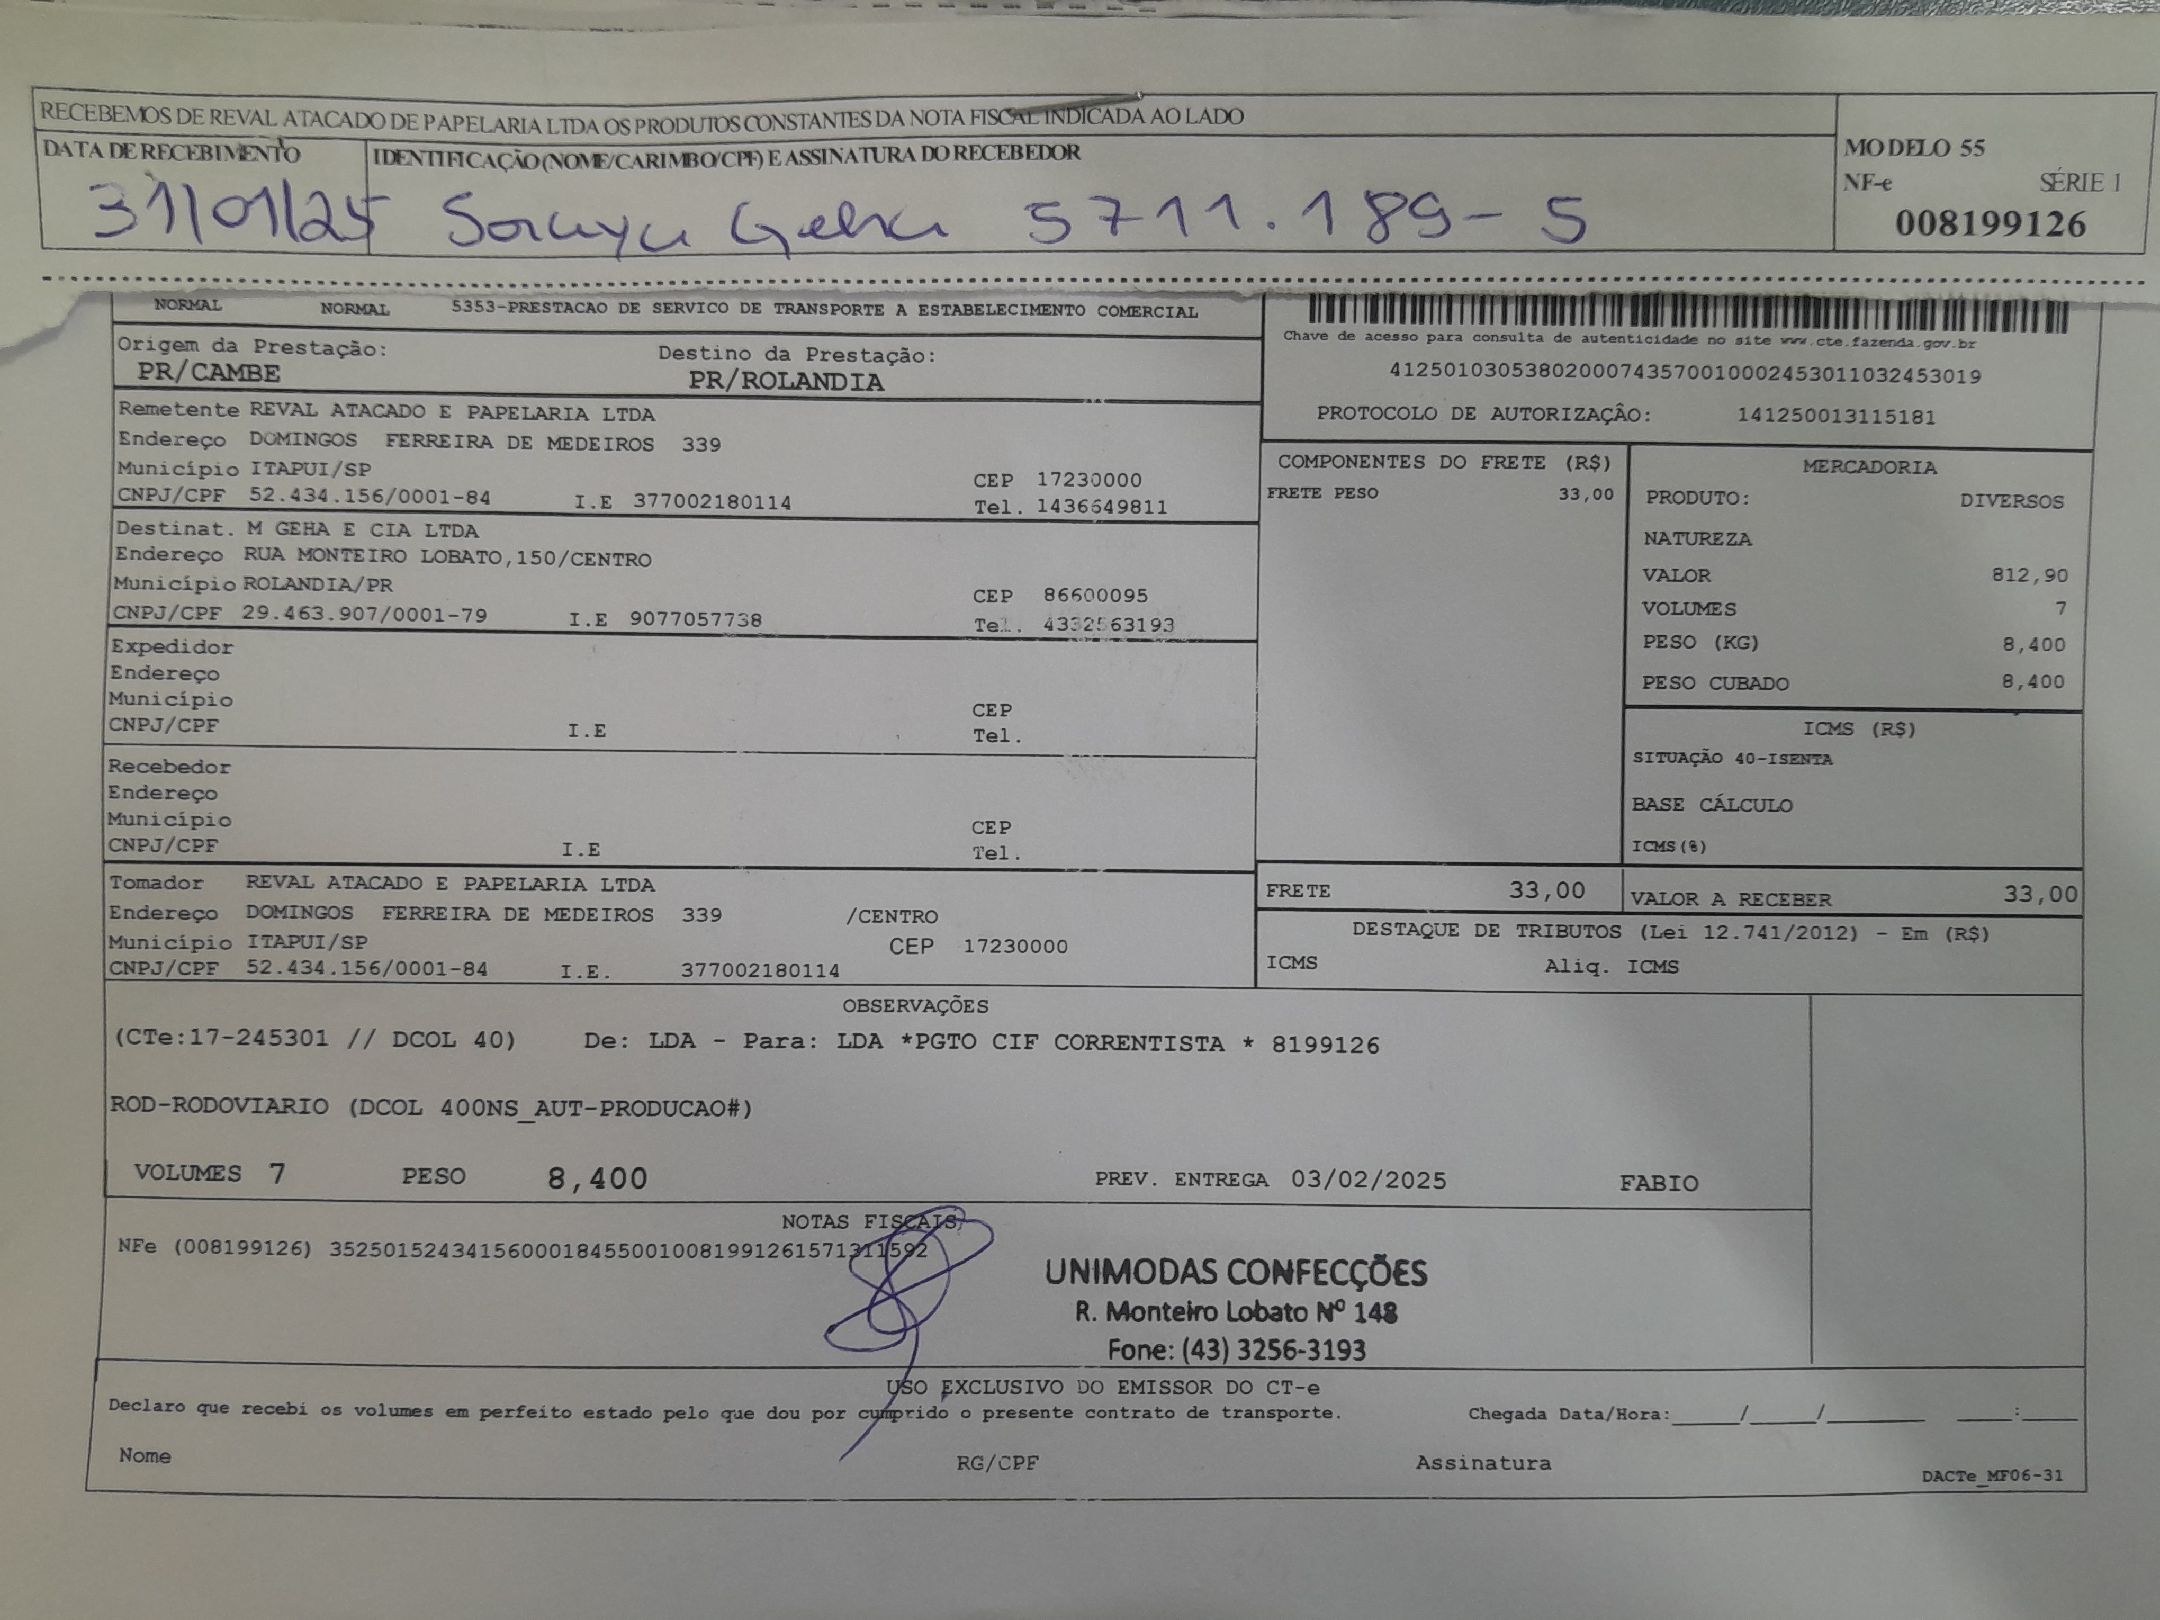 RECEBEMOS DE REVAL ATACADO DE PAPELARIA LTDA OS PRODUTOS CONSTANTES DA NOTA FISCAL INDICADA AO LADO
DATA DE RECEBIMENTO IDENTIFICAÇÃO (NOME/CARIMBO/CPF) E ASSINATURA DO RECEBEDOR
31/01/25 Soraya Geha 5711.189-5
MODELO 55
NF-e SÉRIE 1
008199126
NORMAL NORMAL 5353-PRESTACAO DE SERVICO DE TRANSPORTE A ESTABELECIMENTO COMERCIAL
Origem da Prestação: Destino da Prestação:
PR/CAMBE PR/ROLANDIA
Chave de acesso para consulta de autenticidade no site www.cte.fazenda.gov.br
41250103053802000743570010002453011032453019
PROTOCOLO DE AUTORIZAÇÂO: 141250013115181
Remetente REVAL ATACADO E PAPELARIA LTDA
Endereço DOMINGOS FERREIRA DE MEDEIROS 339
Município ITAPUI/SP CEP 17230000
CNPJ/CPF 52.434.156/0001-84 I.E 377002180114 Tel. 1436649811
Destinat. M GEHA E CIA LTDA
Endereço RUA MONTEIRO LOBATO,150/CENTRO
Município ROLANDIA/PR CEP 86600095
CNPJ/CPF 29.463.907/0001-79 I.E 9077057738 Tel. 4332563193
Expedidor
Endereço
Município CEP
CNPJ/CPF I.E Tel.
Recebedor
Endereço
Município CEP
CNPJ/CPF I.E Tel.
Tomador REVAL ATACADO E PAPELARIA LTDA
Endereço DOMINGOS FERREIRA DE MEDEIROS 339 /CENTRO
Município ITAPUI/SP CEP 17230000
CNPJ/CPF 52.434.156/0001-84 I.E. 377002180114
COMPONENTES DO FRETE (R$)
FRETE PESO 33,00
MERCADORIA
PRODUTO: DIVERSOS
NATUREZA
VALOR 812,90
VOLUMES 7
PESO (KG) 8,400
PESO CUBADO 8,400
ICMS (R$)
SITUAÇÃO 40-ISENTA
BASE CÁLCULO
ICMS(%)
FRETE 33,00 VALOR A RECEBER 33,00
DESTAQUE DE TRIBUTOS (Lei 12.741/2012) - Em (R$)
ICMS Aliq. ICMS
OBSERVAÇÕES
(CTe:17-245301 // DCOL 40) De: LDA - Para: LDA *PGTO CIF CORRENTISTA * 8199126
ROD-RODOVIARIO (DCOL 400NS_AUT-PRODUCAO#)
VOLUMES 7 PESO 8,400 PREV. ENTREGA 03/02/2025 FABIO
NOTAS FISCAIS
NFe (008199126) 35250152434156000184550010081991261571311592
UNIMODAS CONFECÇÕES
R. Monteiro Lobato Nº 148
Fone: (43) 3256-3193
USO EXCLUSIVO DO EMISSOR DO CT-e
Declaro que recebi os volumes em perfeito estado pelo que dou por cumprido o presente contrato de transporte. Chegada Data/Hora:_____/_____/________ ____:____
Nome RG/CPF Assinatura
DACTe_MF06-31